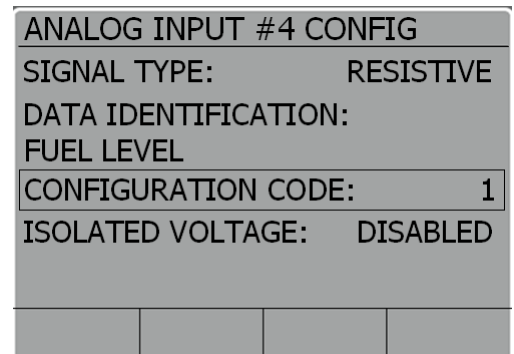 ANALOG INPUT #4 CONFIG
SIGNAL TYPE: RESISTIVE
DATA IDENTIFICATION:
FUEL LEVEL
CONFIGURATION CODE: 1
ISOLATED VOLTAGE: DISABLED